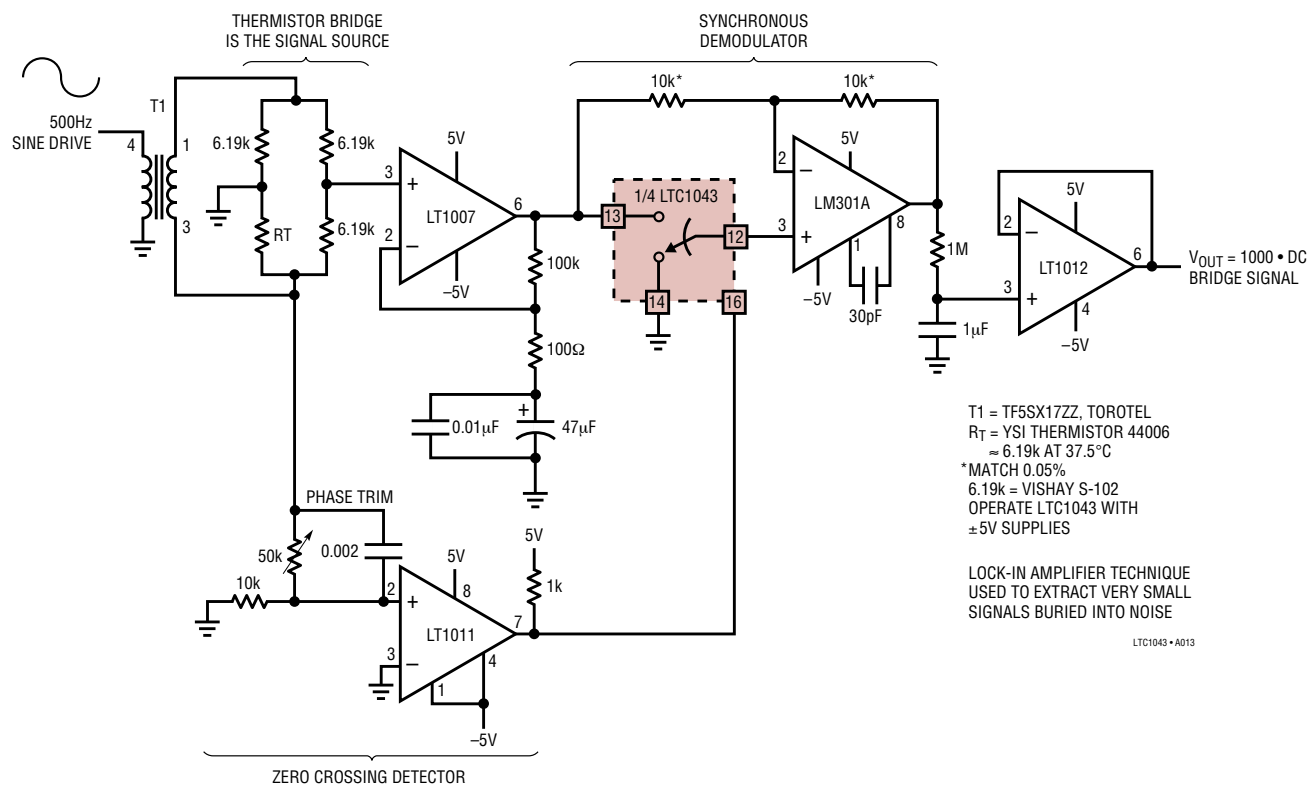 THERMISTOR BRIDGE
IS THE SIGNAL SOURCE
SYNCHRONOUS
DEMODULATOR
500Hz
SINE DRIVE
T1
4
1
3
6.19k
6.19k
RT
6.19k
3
+
2
–
5V
LT1007
–5V
6
100k
100Ω
0.01µF
+
47µF
10k*
10k*
1/4 LTC1043
13
12
14
16
2
–
3
+
5V
LM301A
–5V
1
8
30pF
1M
1µF
2
–
3
+
5V
LT1012
6
4
–5V
VOUT = 1000 • DC
BRIDGE SIGNAL
T1 = TF5SX17ZZ, TOROTEL
RT = YSI THERMISTOR 44006
≈ 6.19k AT 37.5°C
*MATCH 0.05%
6.19k = VISHAY S-102
OPERATE LTC1043 WITH
±5V SUPPLIES
LOCK-IN AMPLIFIER TECHNIQUE
USED TO EXTRACT VERY SMALL
SIGNALS BURIED INTO NOISE
LTC1043 • A013
PHASE TRIM
50k
0.002
10k
2
+
3
–
5V
8
LT1011
7
4
1
–5V
5V
1k
ZERO CROSSING DETECTOR